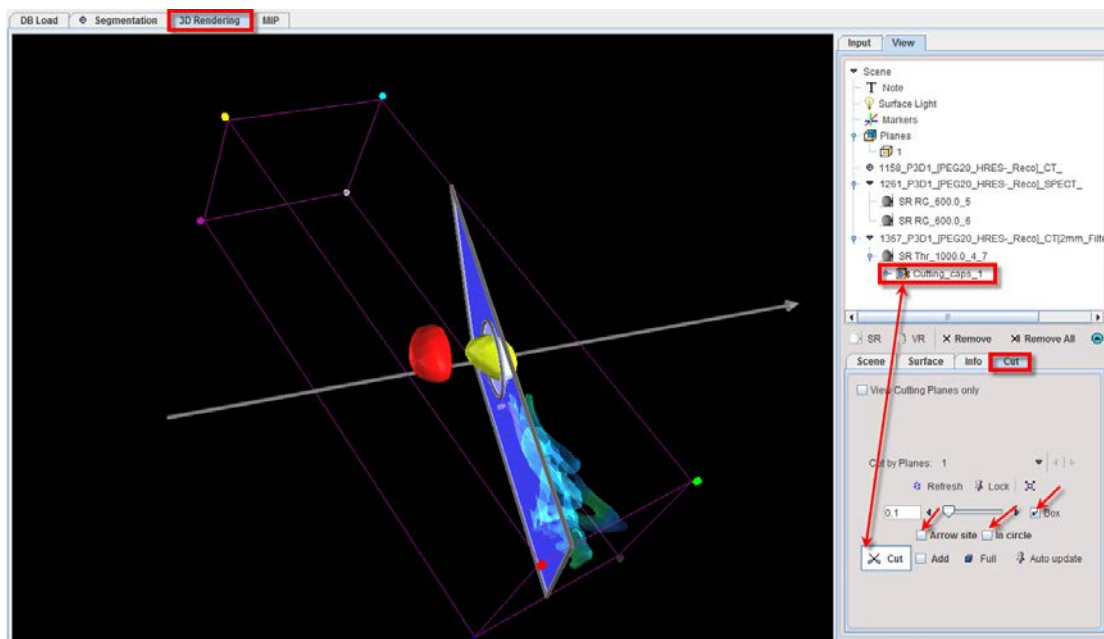 DB Load Segmentation 3D Rendering MIP
Input View
Scene
Note
Surface Light
Markers
Planes
1
1158_P3D1_[PEG20_HRES-_Reco]_CT_
1261_P3D1_[PEG20_HRES-_Reco]_SPECT_
SR RG_600.0_5
SR RG_600.0_6
1367_P3D1_[PEG20_HRES-_Reco]_CT[2mm_Filte
SR Thr_1000.0_4_7
Cutting_caps_1
SR VR Remove Remove All
Scene Surface Info Cut
View Cutting Planes only
Cut by Planes: 1
Refresh Lock
0.1 Box
Arrow site In circle
Cut Add Full Auto update